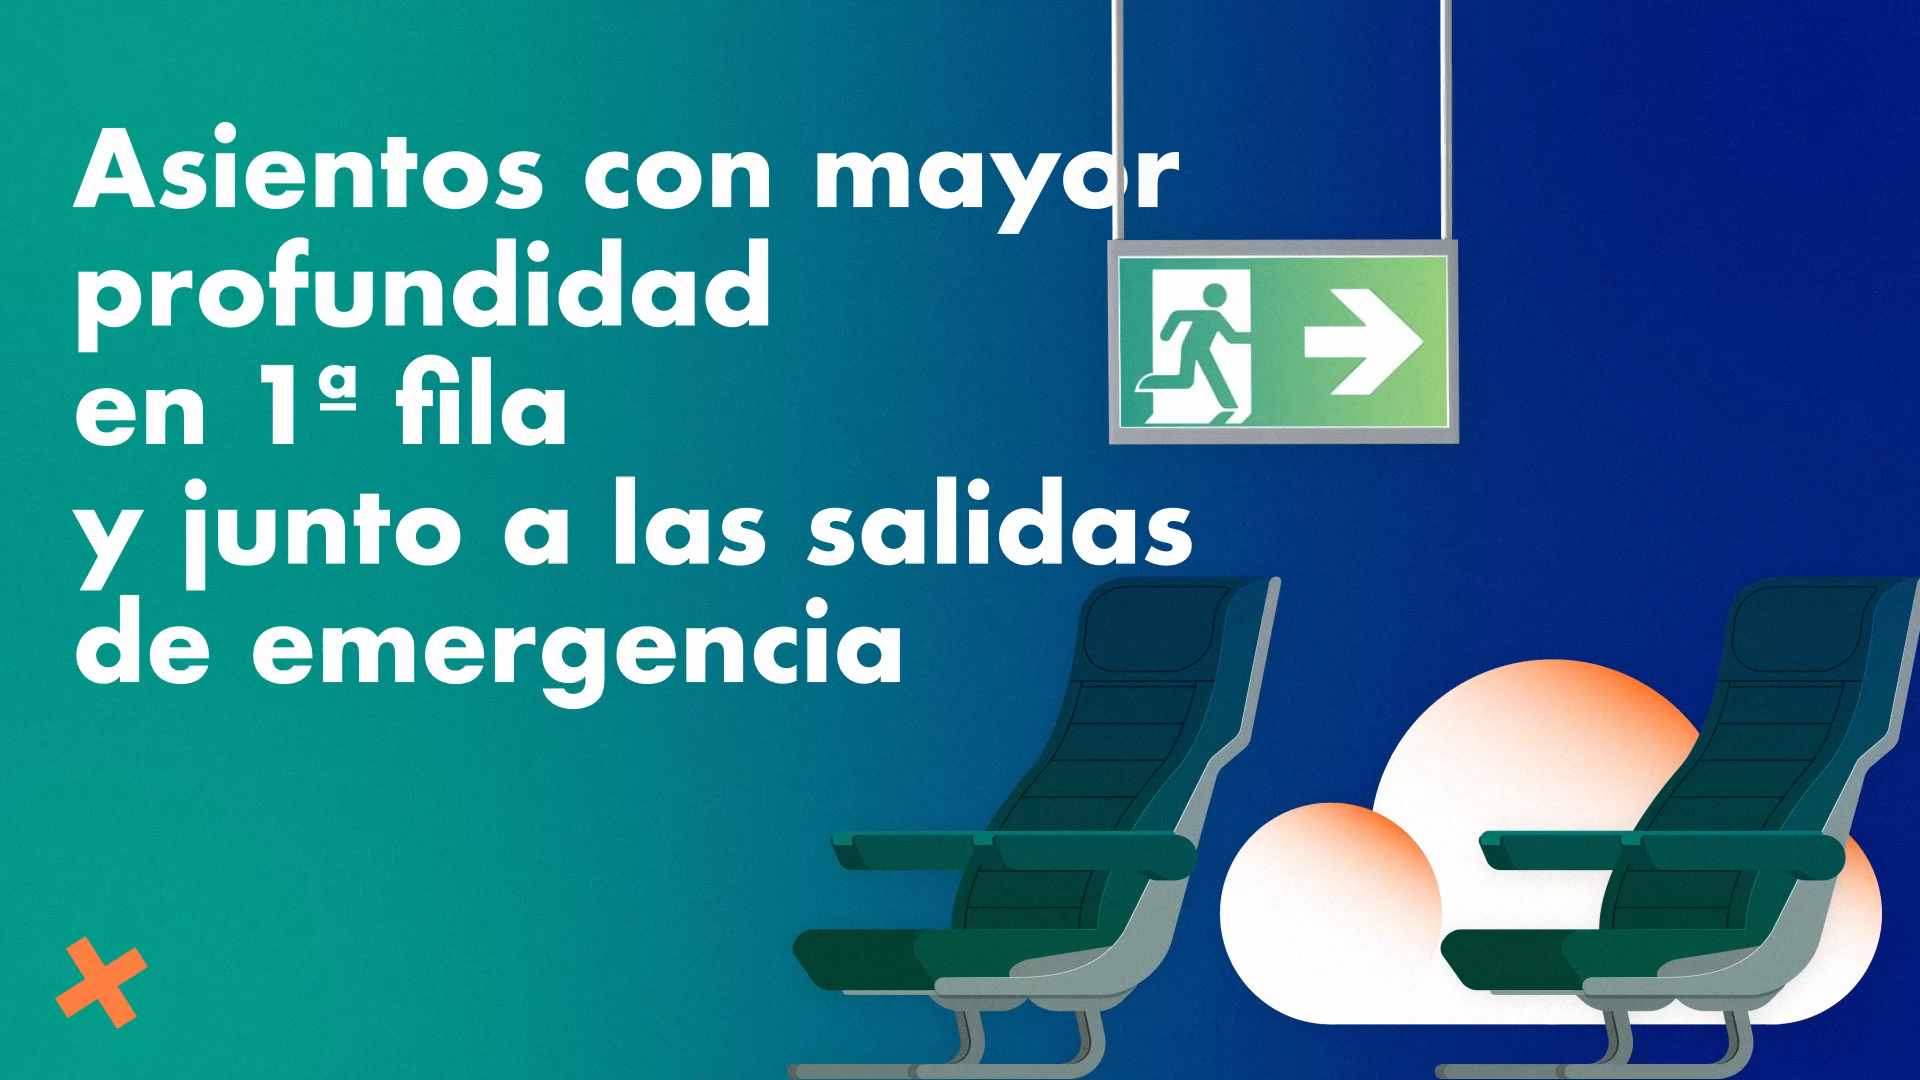 Asientos con mayor
profundidad
en 1ª fila
y junto a las salidas
de emergencia